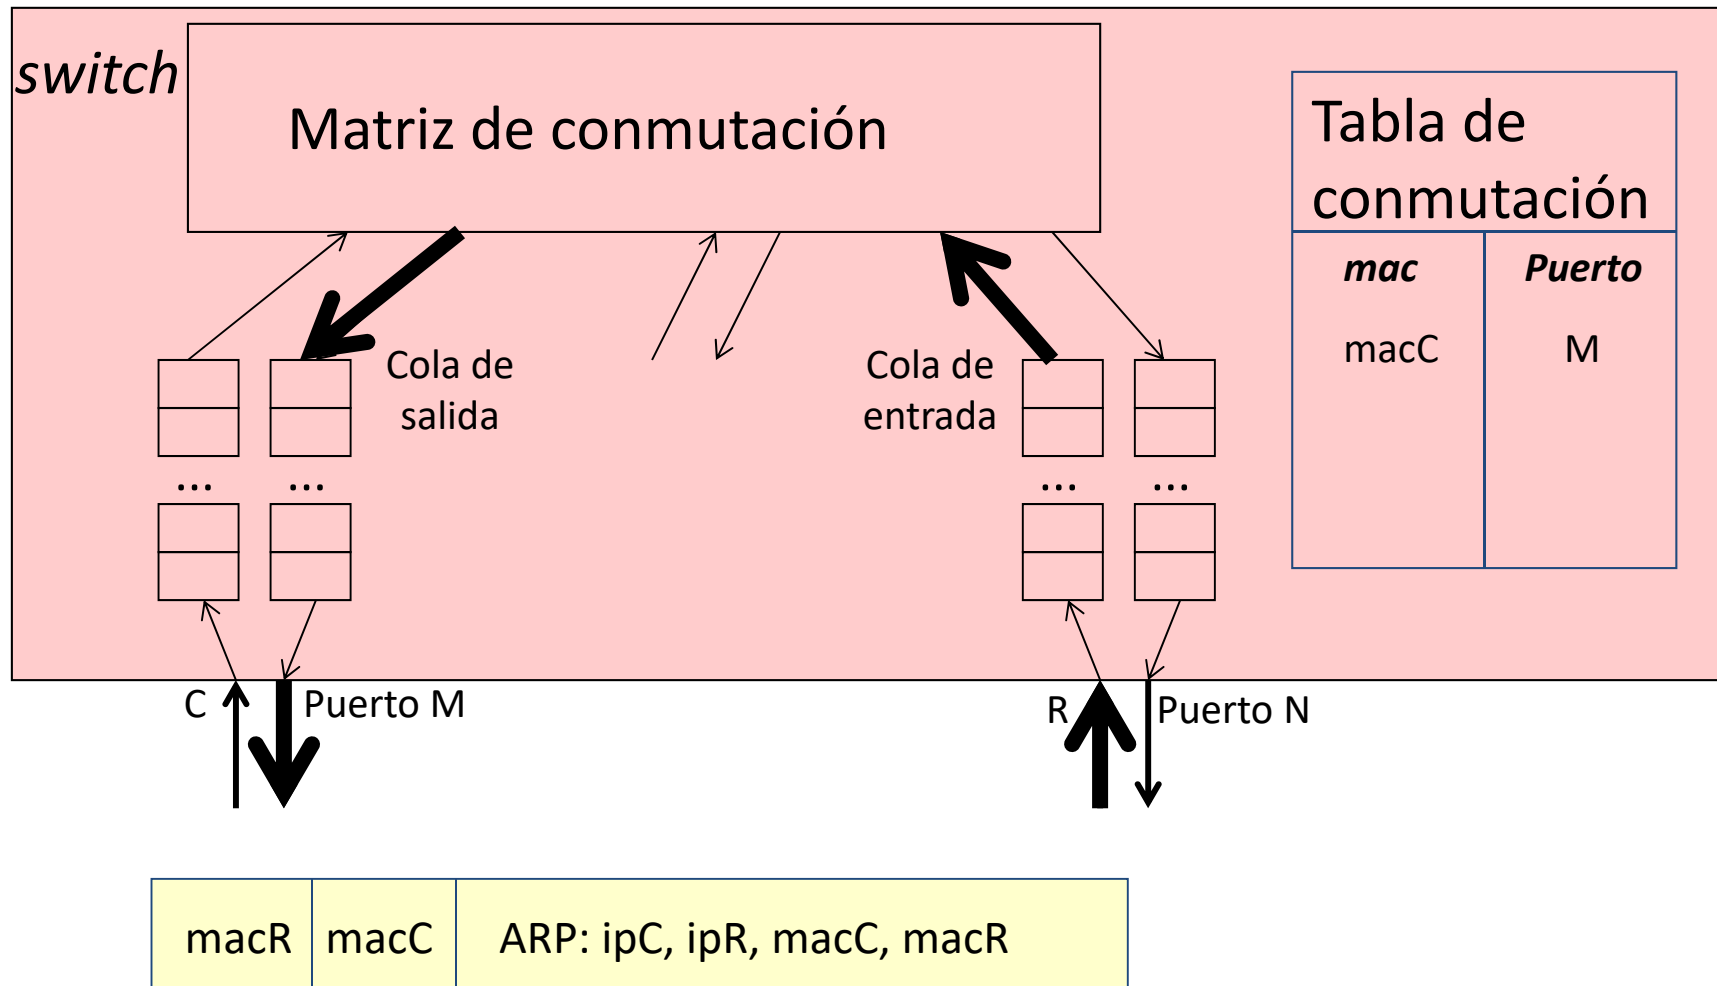 switch
Matriz de conmutación
Tabla de
conmutación
mac Puerto
macC M
Cola de
salida
Cola de
entrada
... ... ... ...
C Puerto M
R Puerto N
macR macC ARP: ipC, ipR, macC, macR